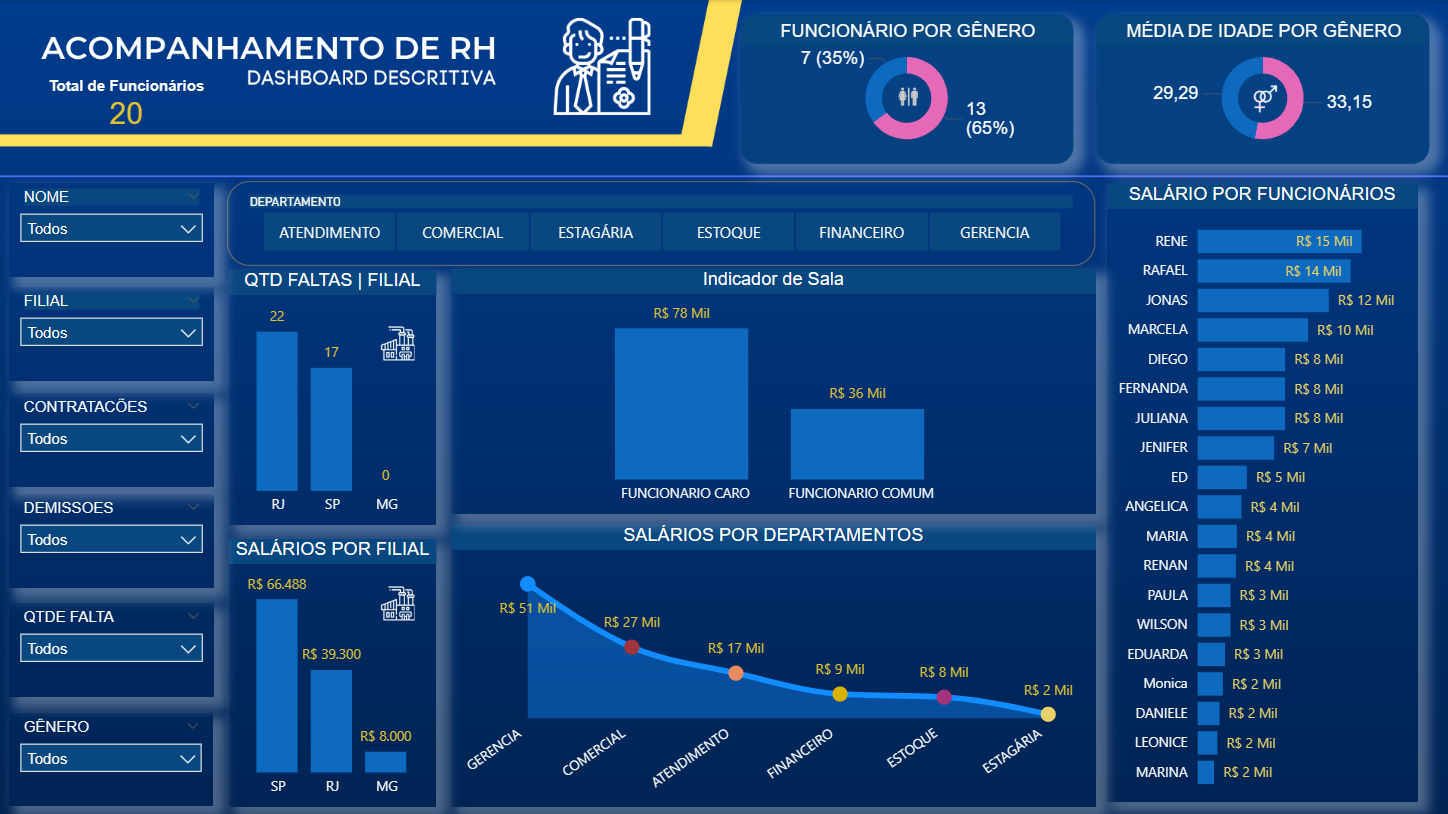 ACOMPANHAMENTO DE RH
DASHBOARD DESCRITIVA
Total de Funcionários
20
FUNCIONÁRIO POR GÊNERO
7 (35%)
13
(65%)
MÉDIA DE IDADE POR GÊNERO
29,29
33,15
NOME
Todos
FILIAL
Todos
CONTRATACÕES
Todos
DEMISSOES
Todos
QTDE FALTA
Todos
GÊNERO
Todos
DEPARTAMENTO
ATENDIMENTO
COMERCIAL
ESTAGÁRIA
ESTOQUE
FINANCEIRO
GERENCIA
QTD FALTAS | FILIAL
22
17
0
RJ
SP
MG
SALÁRIOS POR FILIAL
R$ 66.488
R$ 39.300
R$ 8.000
SP
RJ
MG
Indicador de Sala
R$ 78 Mil
R$ 36 Mil
FUNCIONARIO CARO
FUNCIONARIO COMUM
SALÁRIOS POR DEPARTAMENTOS
R$ 51 Mil
R$ 27 Mil
R$ 17 Mil
R$ 9 Mil
R$ 8 Mil
R$ 2 Mil
GERENCIA
COMERCIAL
ATENDIMENTO
FINANCEIRO
ESTOQUE
ESTAGÁRIA
SALÁRIO POR FUNCIONÁRIOS
RENE R$ 15 Mil
RAFAEL R$ 14 Mil
JONAS R$ 12 Mil
MARCELA R$ 10 Mil
DIEGO R$ 8 Mil
FERNANDA R$ 8 Mil
JULIANA R$ 8 Mil
JENIFER R$ 7 Mil
ED R$ 5 Mil
ANGELICA R$ 4 Mil
MARIA R$ 4 Mil
RENAN R$ 4 Mil
PAULA R$ 3 Mil
WILSON R$ 3 Mil
EDUARDA R$ 3 Mil
Monica R$ 2 Mil
DANIELE R$ 2 Mil
LEONICE R$ 2 Mil
MARINA R$ 2 Mil